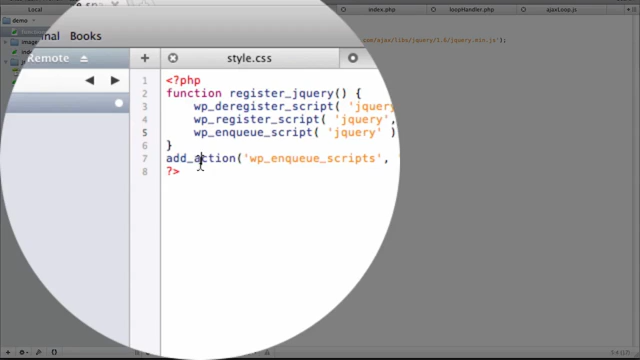 Local
index.php
loopHandler.php
ajaxLoop.js
demo
nal Books
com/ajax/libs/jquery/1.6/jquery.min.js');
Remote
style.css
1 <?php
2 function register_jquery() {
3 wp_deregister_script( 'jquery
4 wp_register_script( 'jquery',
5 wp_enqueue_script( 'jquery' )
6 }
7 add_action('wp_enqueue_scripts',
8 ?>